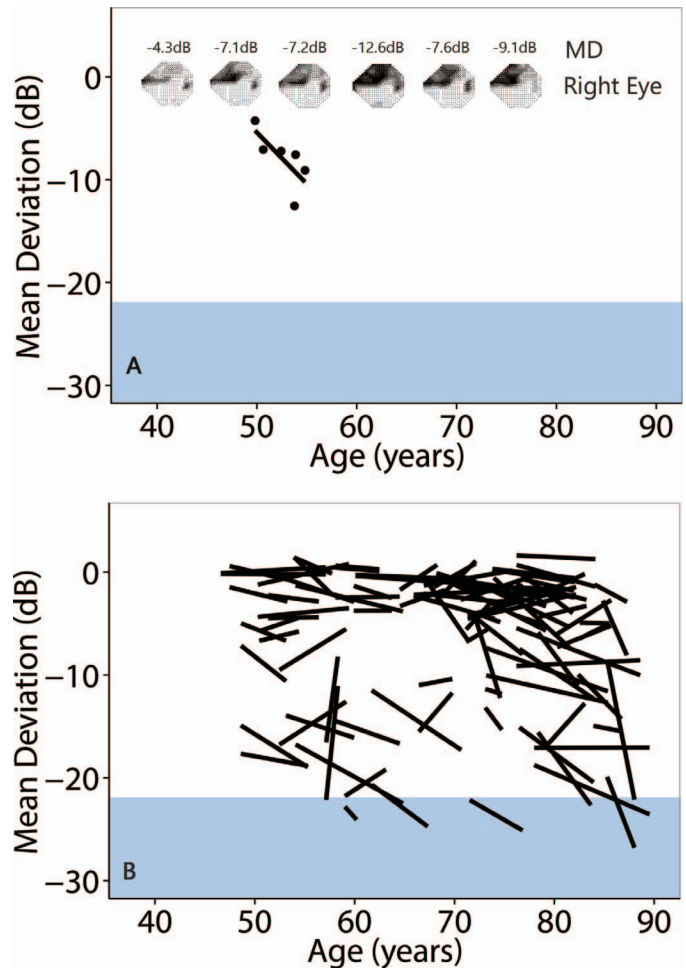 -4.3dB -7.1dB -7.2dB -12.6dB -7.6dB -9.1dB MD
Right Eye
Mean Deviation (dB)
0
−10
−20
−30
A
40 50 60 70 80 90
Age (years)
Mean Deviation (dB)
0
−10
−20
−30
B
40 50 60 70 80 90
Age (years)